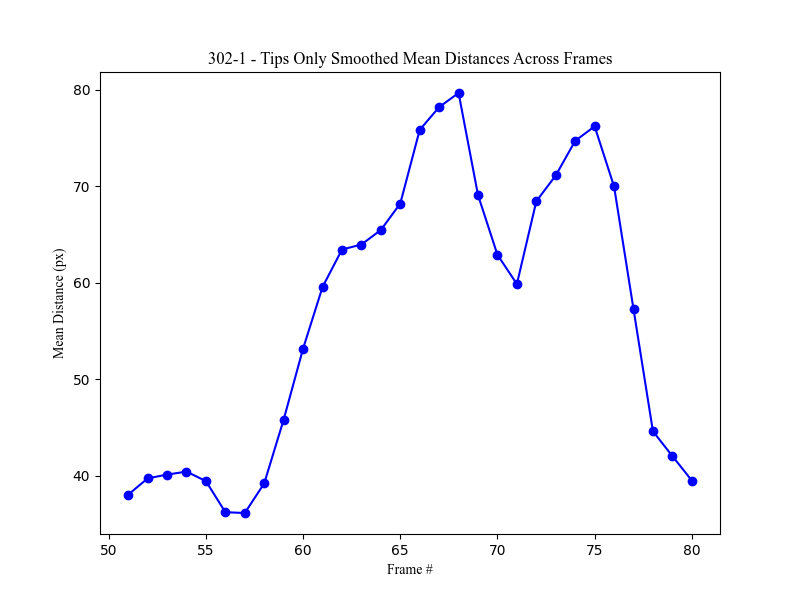 302-1 - Tips Only Smoothed Mean Distances Across Frames
80
70
60
50
40
Mean Distance (px)
50 55 60 65 70 75 80
Frame #